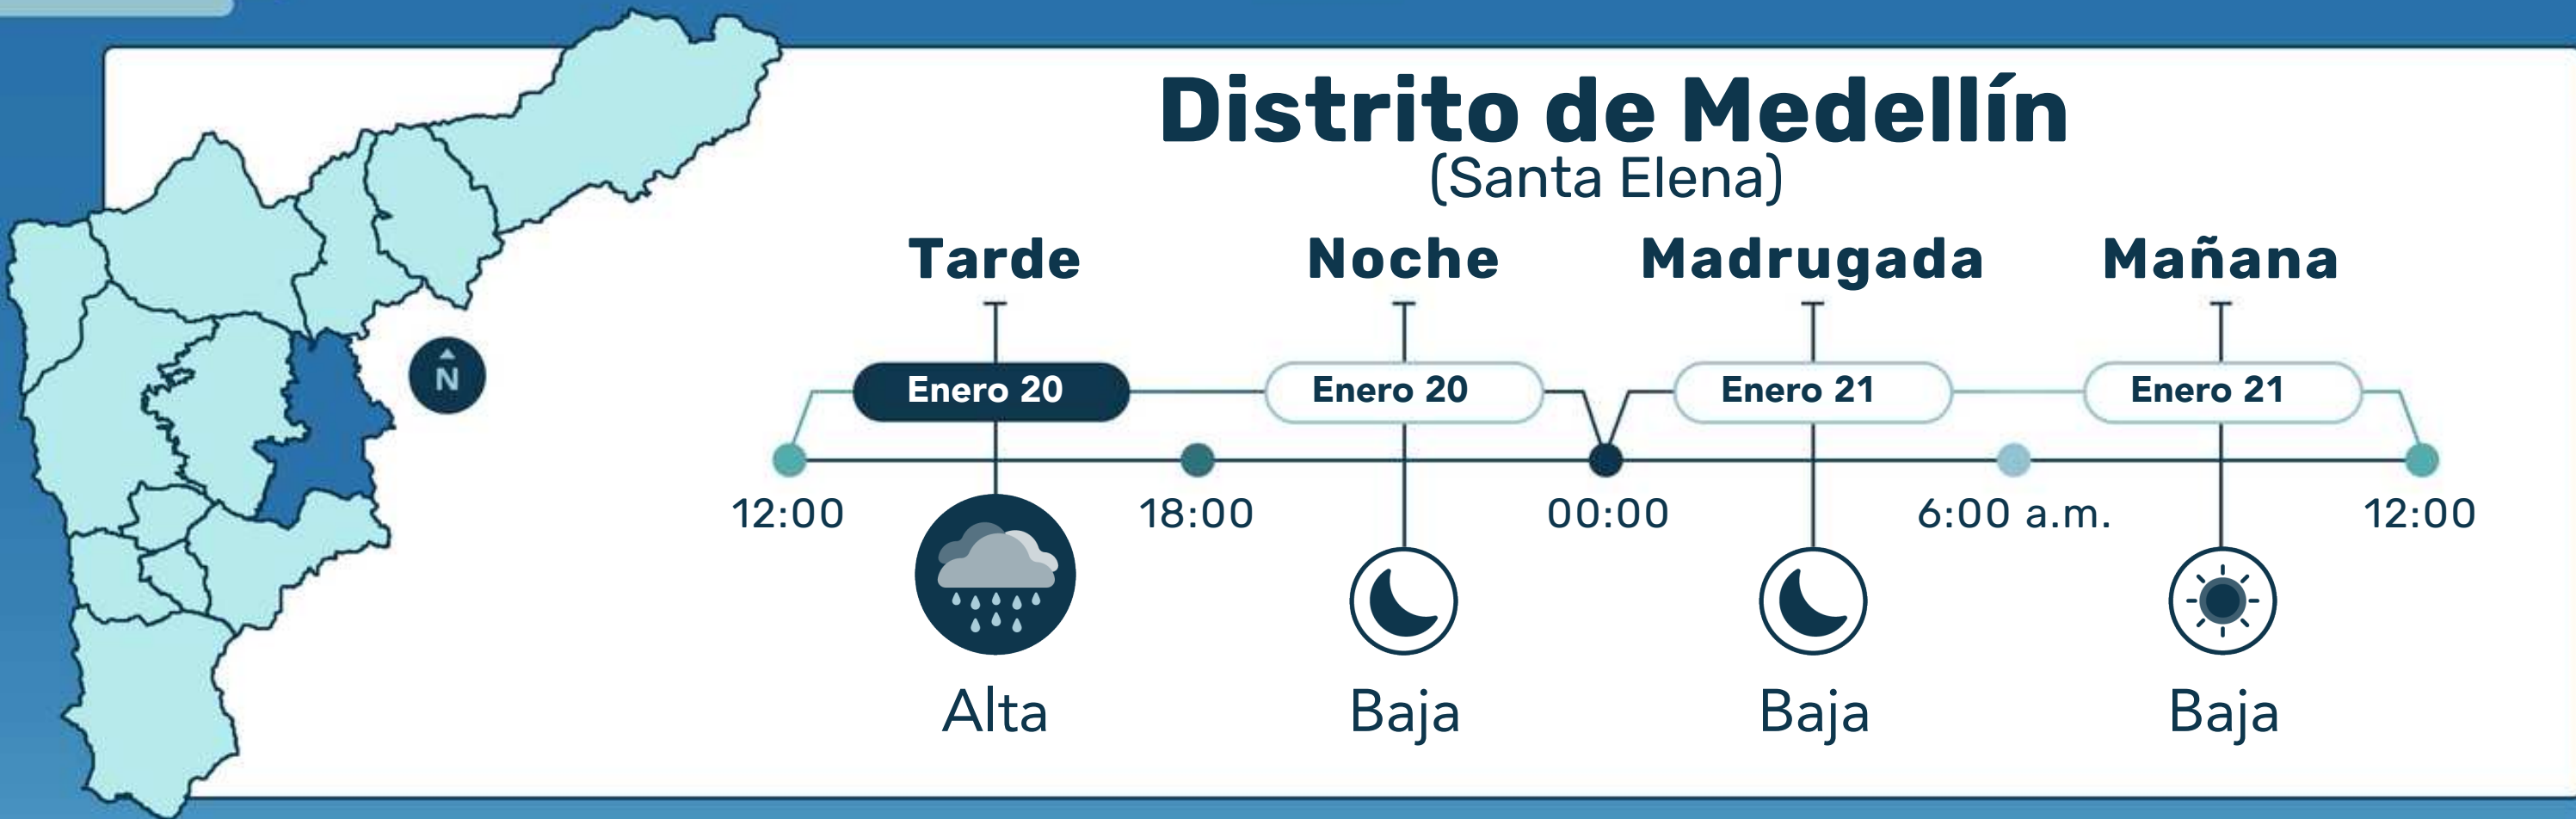 Distrito de Medellín
(Santa Elena)
Tarde Noche Madrugada Mañana
Enero 20 Enero 20 Enero 21 Enero 21
N
12:00 18:00 00:00 6:00 a.m. 12:00
Alta Baja Baja Baja